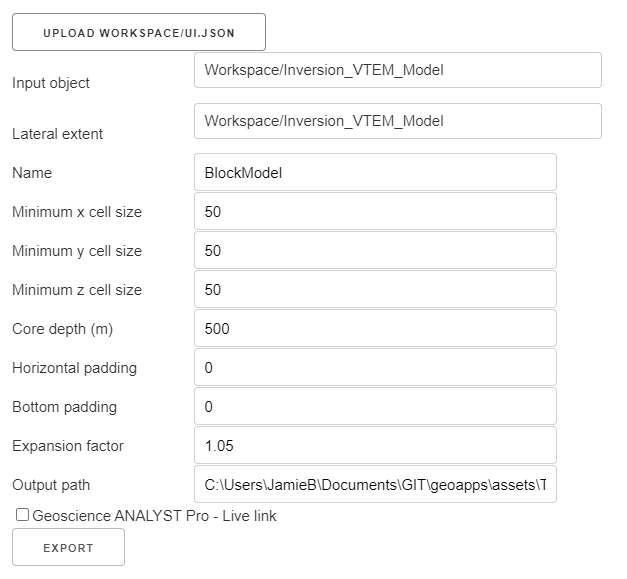 UPLOAD WORKSPACE/UI.JSON
Input object Workspace/Inversion_VTEM_Model
Lateral extent Workspace/Inversion_VTEM_Model
Name BlockModel
Minimum x cell size 50
Minimum y cell size 50
Minimum z cell size 50
Core depth (m) 500
Horizontal padding 0
Bottom padding 0
Expansion factor 1.05
Output path C:\Users\JamieB\Documents\GIT\geoapps\assets\T
Geoscience ANALYST Pro - Live link
EXPORT